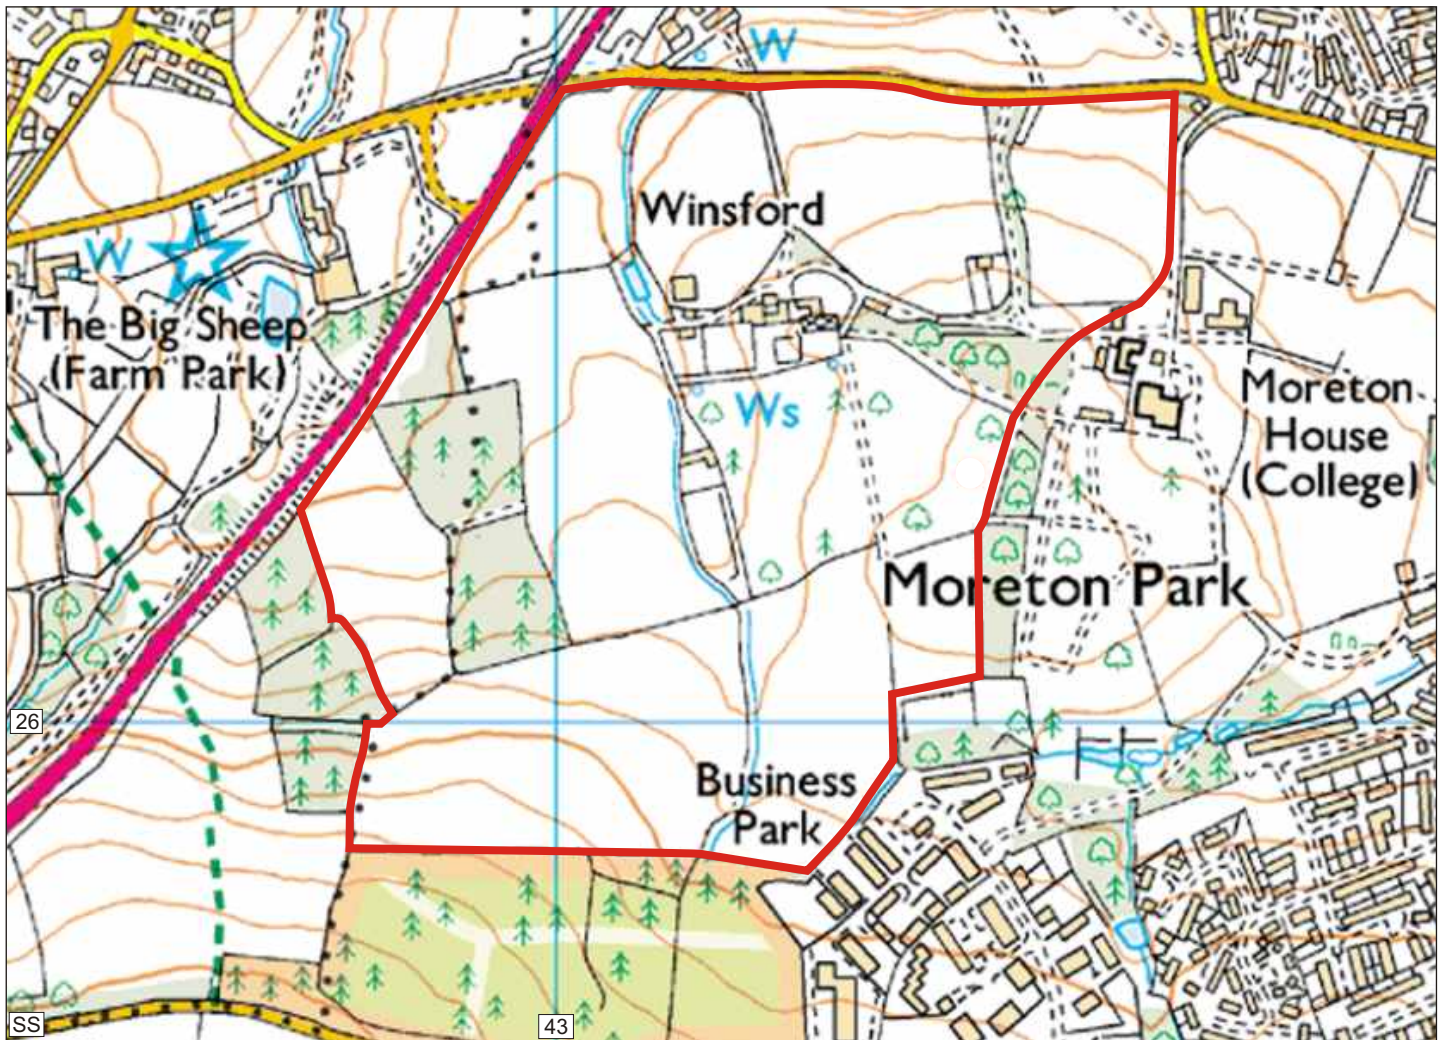 W
Winsford
W
The Big Sheep
(Farm Park)
Ws
Moreton
House
(College)
Moreton Park
26
Business
Park
SS
43